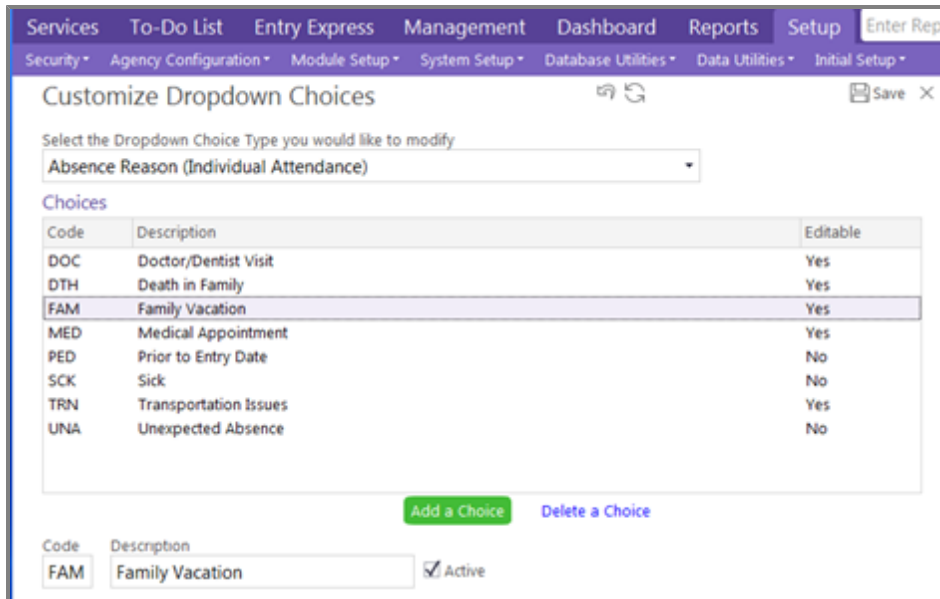 Services To-Do List Entry Express Management Dashboard Reports Setup Enter Rep
Security Agency Configuration Module Setup System Setup Database Utilities Data Utilities Initial Setup
Customize Dropdown Choices Save
Select the Dropdown Choice Type you would like to modify
Absence Reason (Individual Attendance)
Choices
Code Description Editable
DOC Doctor/Dentist Visit Yes
DTH Death in Family Yes
FAM Family Vacation Yes
MED Medical Appointment Yes
PED Prior to Entry Date No
SCK Sick No
TRN Transportation Issues Yes
UNA Unexpected Absence No
Add a Choice Delete a Choice
Code Description
FAM Family Vacation Active